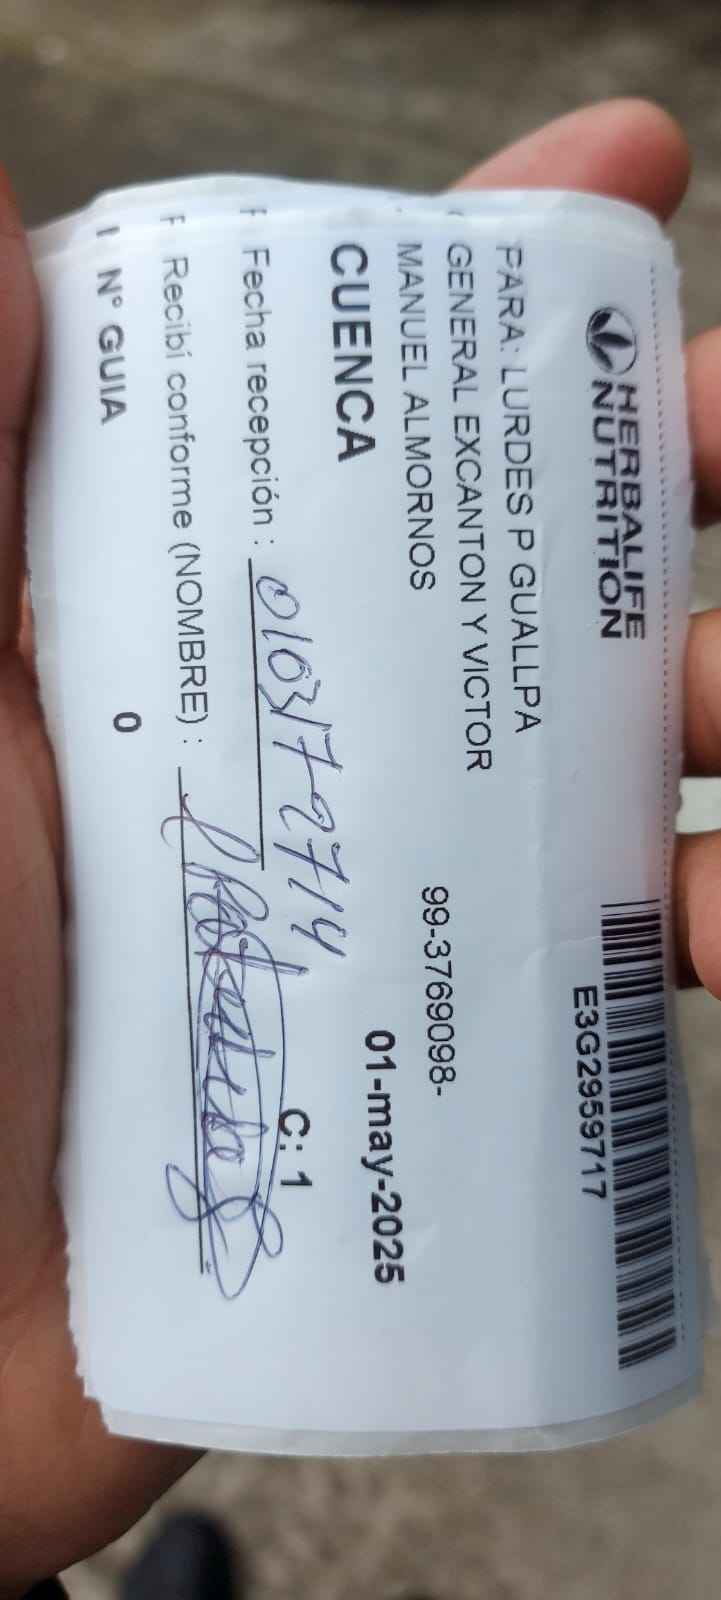 HERBALIFE
NUTRITION
E3G2959717
PARA: LURDES P GUALLPA
GENERAL EXCANTON Y VICTOR
MANUEL ALMORNOS
99-3769098-
CUENCA
01-may-2025
F Fecha recepción : 0103172714
C: 1
F Recibí conforme (NOMBRE) :
N° GUIA 0